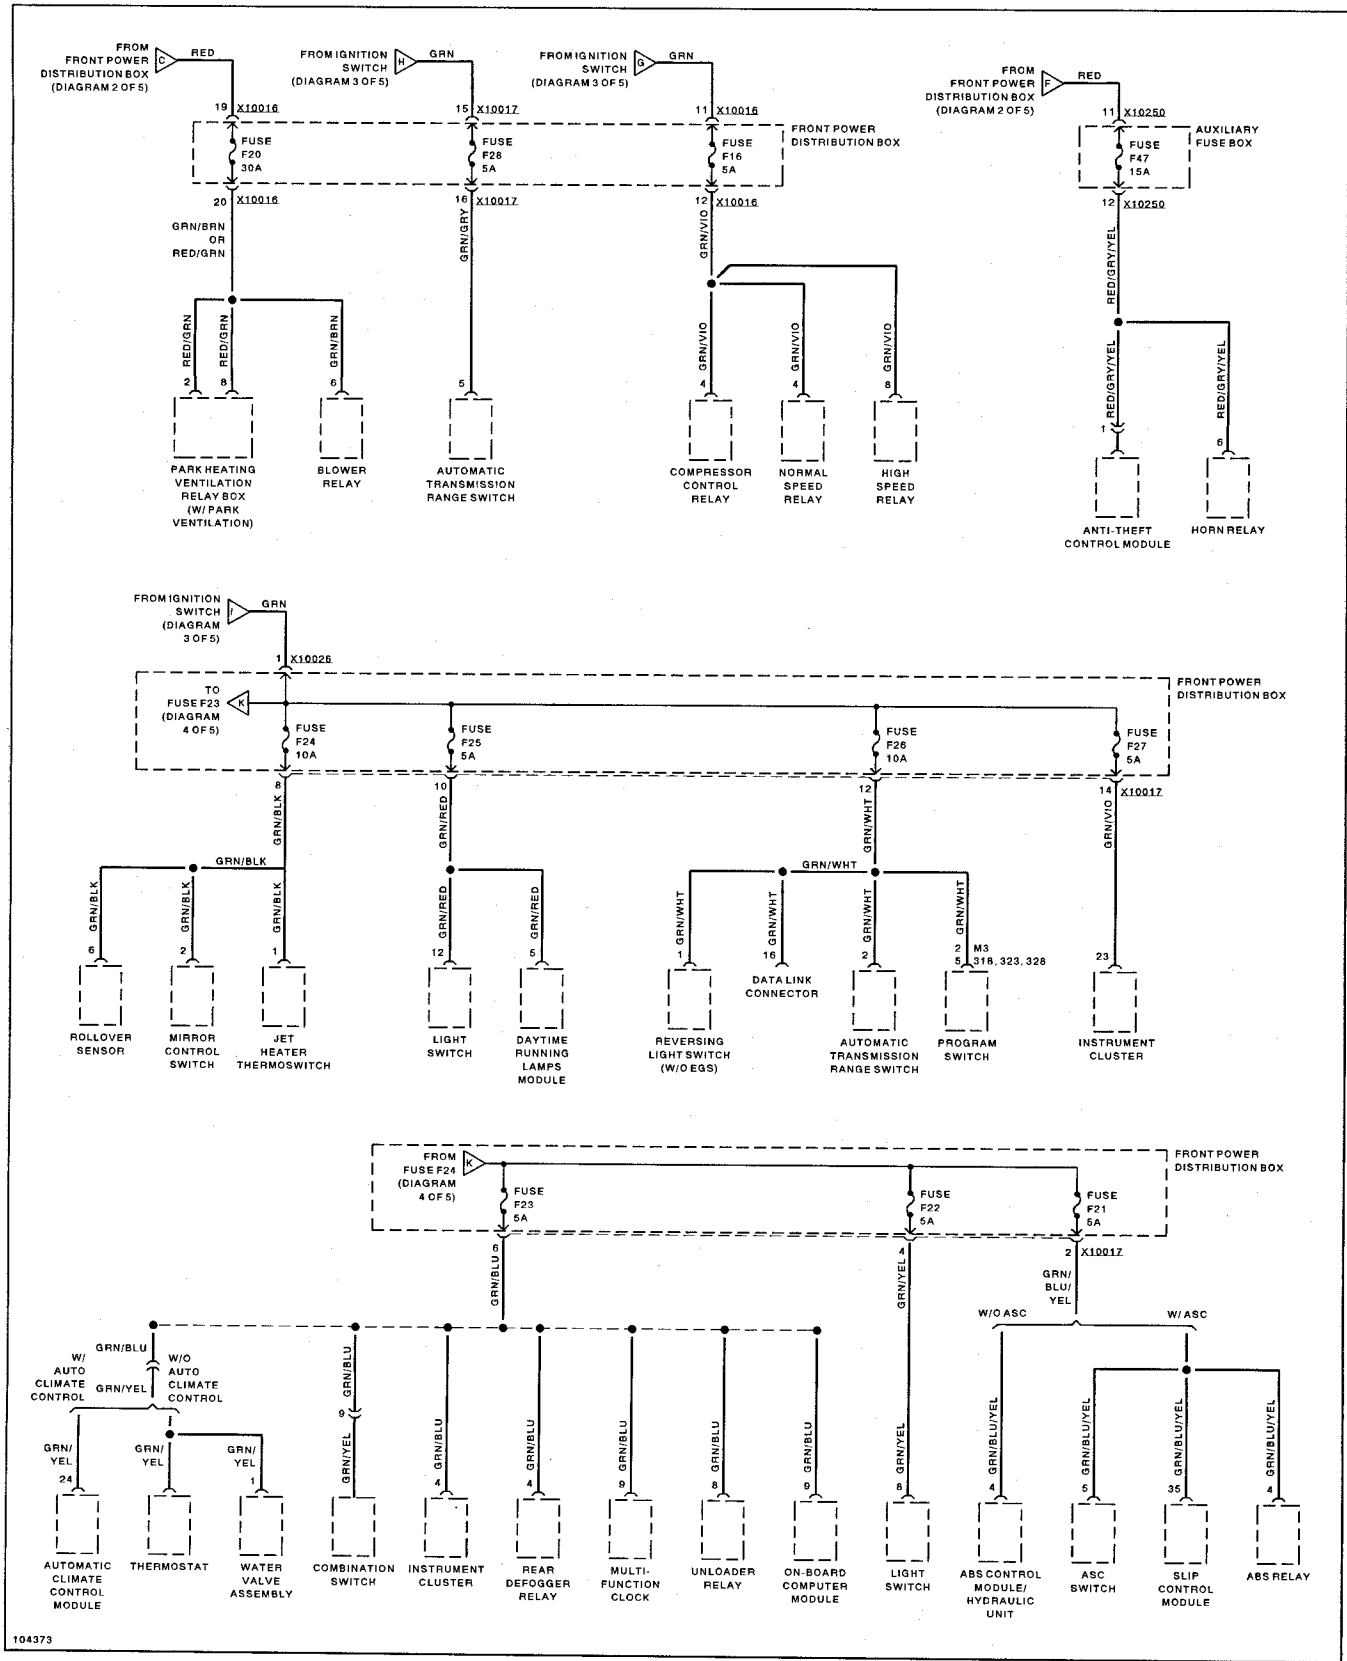 FROM
FRONT POWER
DISTRIBUTION BOX
(DIAGRAM 2 OF 5)
C
RED
FROM IGNITION
SWITCH
(DIAGRAM 3 OF 5)
H
GRN
FROM IGNITION
SWITCH
(DIAGRAM 3 OF 5)
G
GRN
FROM
FRONT POWER
DISTRIBUTION BOX
(DIAGRAM 2 OF 5)
F
RED
19 X10016
15 X10017
11 X10016
11 X10250
FUSE
F20
30A
FUSE
F28
5A
FUSE
F16
5A
FRONT POWER
DISTRIBUTION BOX
FUSE
F47
15A
AUXILIARY
FUSE BOX
20 X10016
16 X10017
12 X10016
12 X10250
GRN/BRN
OR
RED/GRN
GRN/GRY
GRN/VIO
RED/GRY/YEL
RED/GRN
RED/GRN
GRN/BRN
GRN/VIO
GRN/VIO
GRN/VIO
RED/GRY/YEL
RED/GRY/YEL
2
8
6
5
4
4
8
1
6
PARK HEATING
VENTILATION
RELAY BOX
(W/ PARK
VENTILATION)
BLOWER
RELAY
AUTOMATIC
TRANSMISSION
RANGE SWITCH
COMPRESSOR
CONTROL
RELAY
NORMAL
SPEED
RELAY
HIGH
SPEED
RELAY
ANTI-THEFT
CONTROL MODULE
HORN RELAY
FROM IGNITION
SWITCH
(DIAGRAM
3 OF 5)
I
GRN
1 X10026
TO
FUSE F23
(DIAGRAM
4 OF 5)
K
FUSE
F24
10A
FUSE
F25
5A
FUSE
F26
10A
FUSE
F27
5A
FRONT POWER
DISTRIBUTION BOX
8
10
12
14 X10017
GRN/BLK
GRN/RED
GRN/WHT
GRN/VIO
GRN/BLK
GRN/WHT
GRN/BLK
GRN/BLK
GRN/BLK
GRN/RED
GRN/RED
GRN/WHT
GRN/WHT
GRN/WHT
GRN/WHT
6
2
1
12
5
1
16
2
2 M3
5 318, 323, 328
23
ROLLOVER
SENSOR
MIRROR
CONTROL
SWITCH
JET
HEATER
THERMOSWITCH
LIGHT
SWITCH
DAYTIME
RUNNING
LAMPS
MODULE
REVERSING
LIGHT SWITCH
(W/O EGS)
DATA LINK
CONNECTOR
AUTOMATIC
TRANSMISSION
RANGE SWITCH
PROGRAM
SWITCH
INSTRUMENT
CLUSTER
FROM
FUSE F24
(DIAGRAM
4 OF 5)
K
FUSE
F23
5A
FUSE
F22
5A
FUSE
F21
5A
FRONT POWER
DISTRIBUTION BOX
6
4
2 X10017
GRN/BLU
GRN/YEL
GRN/
BLU/
YEL
W/O ASC
W/ ASC
GRN/BLU
GRN/YEL
W/
AUTO
CLIMATE
CONTROL
W/O
AUTO
CLIMATE
CONTROL
GRN/
YEL
GRN/
YEL
GRN/
YEL
GRN/BLU
9
GRN/YEL
GRN/BLU
GRN/BLU
GRN/BLU
GRN/BLU
GRN/BLU
GRN/YEL
GRN/BLU/YEL
GRN/BLU/YEL
GRN/BLU/YEL
GRN/BLU/YEL
24
1
4
4
9
8
9
8
4
5
35
4
AUTOMATIC
CLIMATE
CONTROL
MODULE
THERMOSTAT
WATER
VALVE
ASSEMBLY
COMBINATION
SWITCH
INSTRUMENT
CLUSTER
REAR
DEFOGGER
RELAY
MULTI-
FUNCTION
CLOCK
UNLOADER
RELAY
ON-BOARD
COMPUTER
MODULE
LIGHT
SWITCH
ABS CONTROL
MODULE/
HYDRAULIC
UNIT
ASC
SWITCH
SLIP
CONTROL
MODULE
ABS RELAY
104373